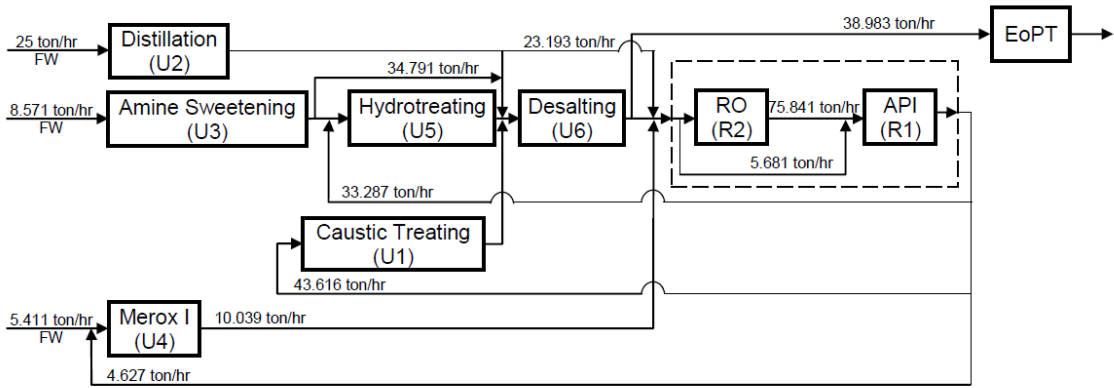 38.983 ton/hr
EoPT
25 ton/hr
FW
Distillation
(U2)
23.193 ton/hr
34.791 ton/hr
8.571 ton/hr
FW
Amine Sweetening
(U3)
Hydrotreating
(U5)
Desalting
(U6)
RO
(R2)
75.841 ton/hr
API
(R1)
5.681 ton/hr
33.287 ton/hr
Caustic Treating
(U1)
43.616 ton/hr
5.411 ton/hr
FW
Merox I
(U4)
10.039 ton/hr
4.627 ton/hr